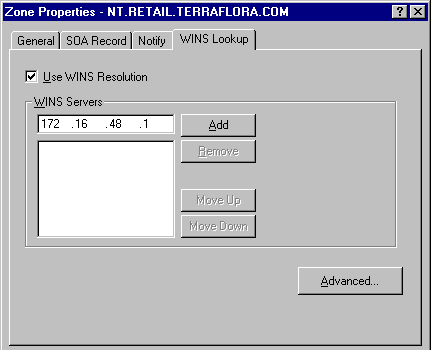 Zone Properties - NT.RETAIL.TERRAFLORA.COM
General SOA Record Notify WINS Lookup
Use WINS Resolution
WINS Servers
172 .16 .48 .1 Add
Remove
Move Up
Move Down
Advanced...